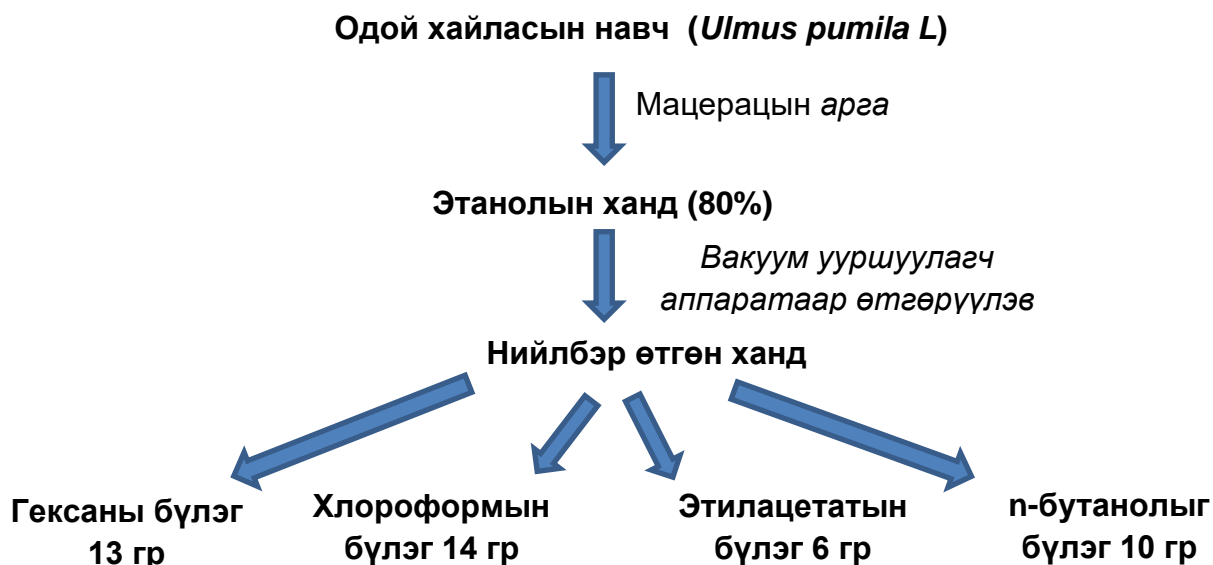 Одой хайласын навч (Ulmus pumila L)
Мацерацын арга
Этанолын ханд (80%)
Вакуум ууршуулагч
аппаратаар өтгөрүүлэв
Нийлбэр өтгөн ханд
Гексаны бүлэг
13 гр
Хлороформын
бүлэг 14 гр
Этилацетатын
бүлэг 6 гр
n-бутанолыг
бүлэг 10 гр